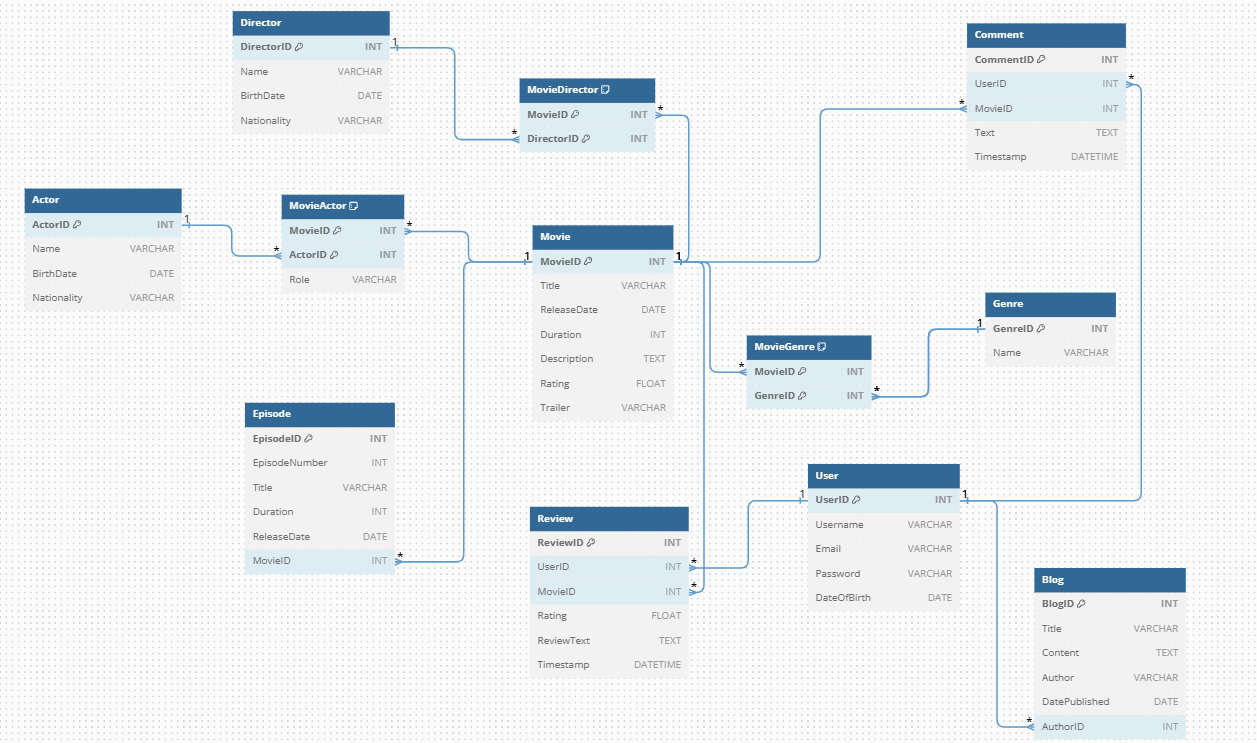 Director
DirectorID INT
Name VARCHAR
BirthDate DATE
Nationality VARCHAR
1
*
MovieDirector
MovieID INT
DirectorID INT
*
Comment
CommentID INT
UserID INT
MovieID INT
Text TEXT
Timestamp DATETIME
*
*
Actor
ActorID INT
Name VARCHAR
BirthDate DATE
Nationality VARCHAR
1
*
MovieActor
MovieID INT
ActorID INT
Role VARCHAR
*
1
Movie
MovieID INT
Title VARCHAR
ReleaseDate DATE
Duration INT
Description TEXT
Rating FLOAT
Trailer VARCHAR
1
*
MovieGenre
MovieID INT
GenreID INT
*
1
Genre
GenreID INT
Name VARCHAR
Episode
EpisodeID INT
EpisodeNumber INT
Title VARCHAR
Duration INT
ReleaseDate DATE
MovieID INT
*
Review
ReviewID INT
UserID INT
MovieID INT
Rating FLOAT
ReviewText TEXT
Timestamp DATETIME
*
*
1
User
UserID INT
Username VARCHAR
Email VARCHAR
Password VARCHAR
DateOfBirth DATE
1
*
Blog
BlogID INT
Title VARCHAR
Content TEXT
Author VARCHAR
DatePublished DATE
AuthorID INT